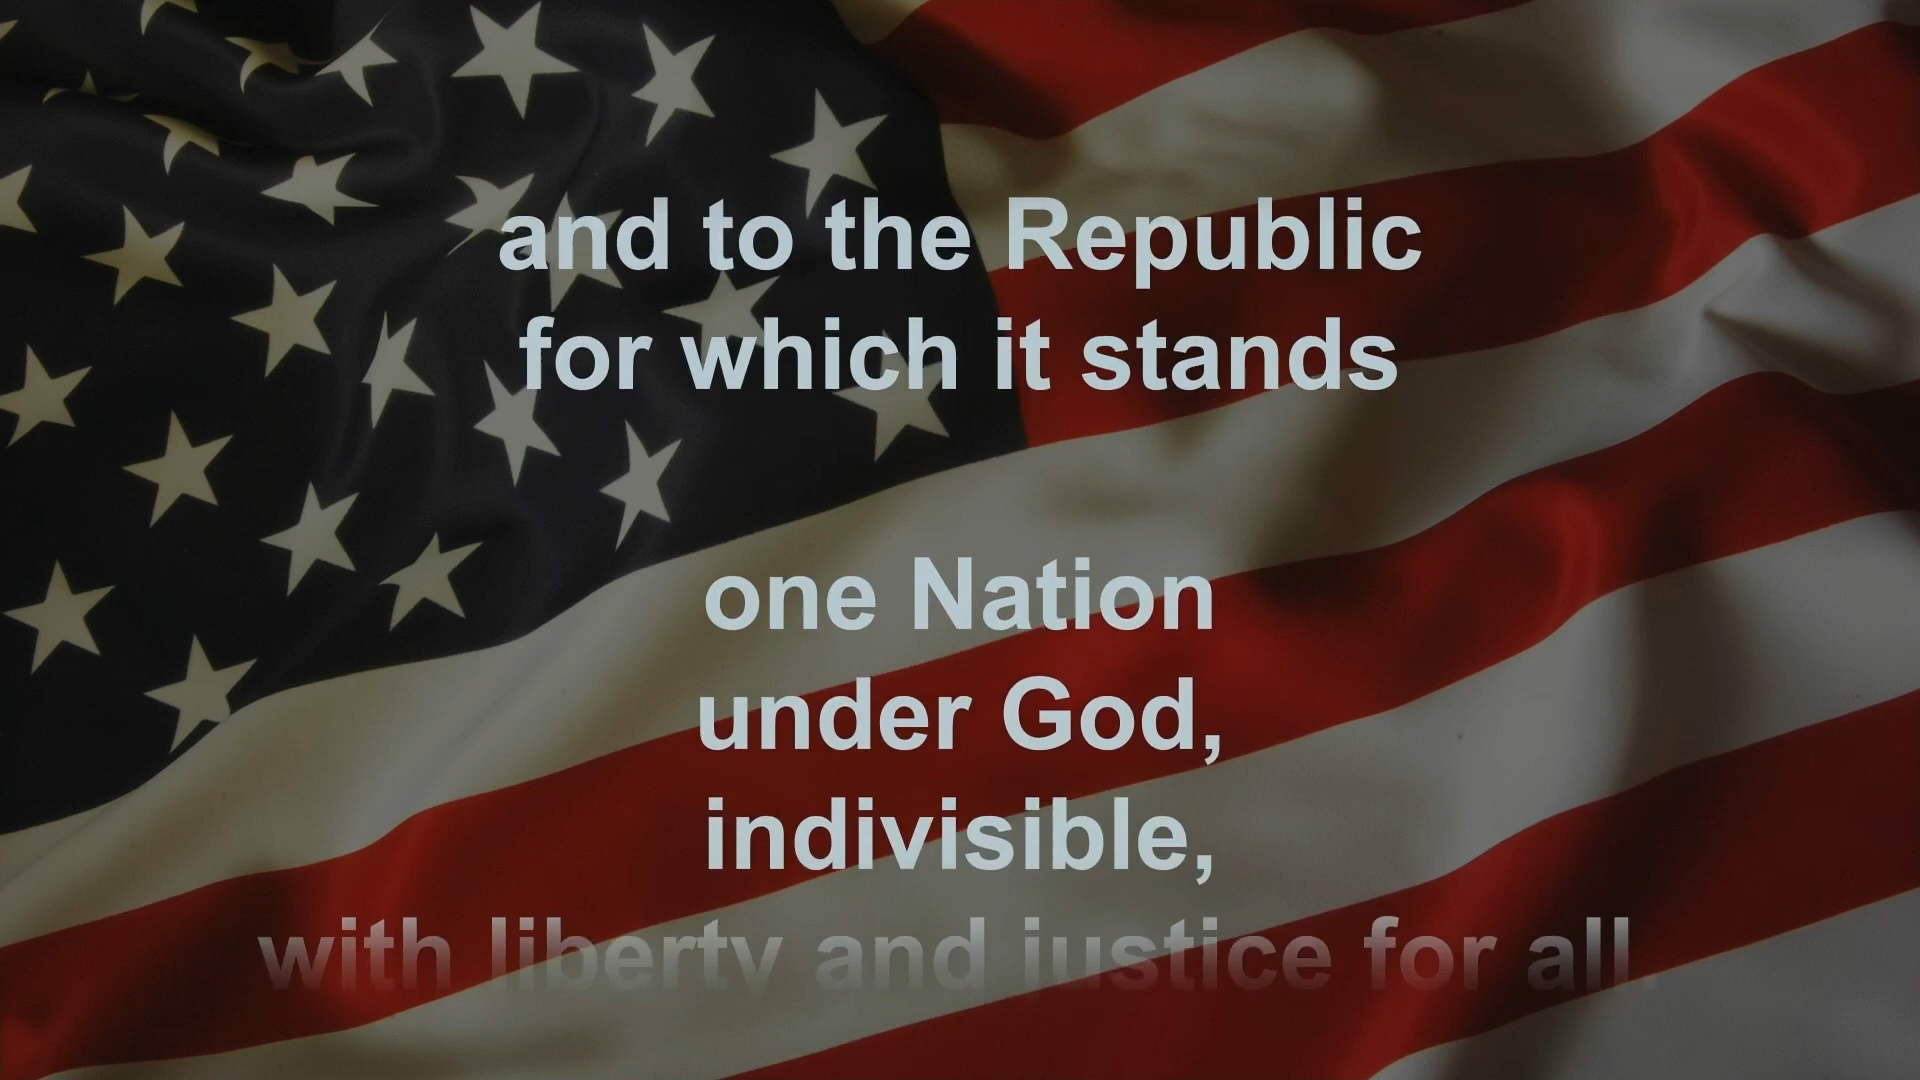 and to the Republic
for which it stands
one Nation
under God,
indivisible,
with liberty and justice for all.